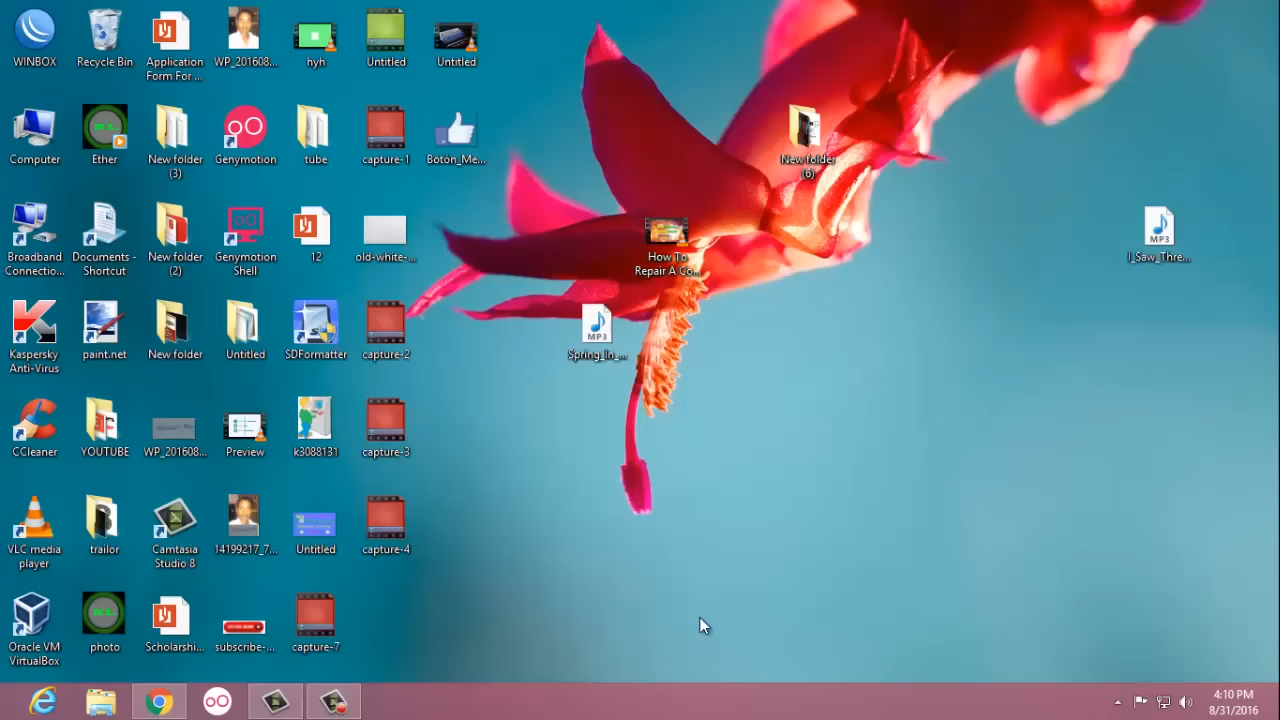 WINBOX
Recycle Bin
Application
Form For ...
WP_201608...
hyh
Untitled
Untitled
Computer
Ether
New folder
(3)
Genymotion
tube
capture-1
Botón_Me...
New folder
(6)
Broadband
Connectio...
Documents -
Shortcut
New folder
(2)
Genymotion
Shell
12
old-white-...
How To
Repair A Co...
MP3
I_Saw_Thre...
Kaspersky
Anti-Virus
paint.net
New folder
Untitled
SDFormatter
capture-2
MP3
Spring_In_...
CCleaner
YOUTUBE
WP_201608...
Preview
k3088131
capture-3
VLC media
player
trailor
Camtasia
Studio 8
14199217_7...
Untitled
capture-4
Oracle VM
VirtualBox
photo
Scholarshi...
subscribe-...
capture-7
4:10 PM
8/31/2016